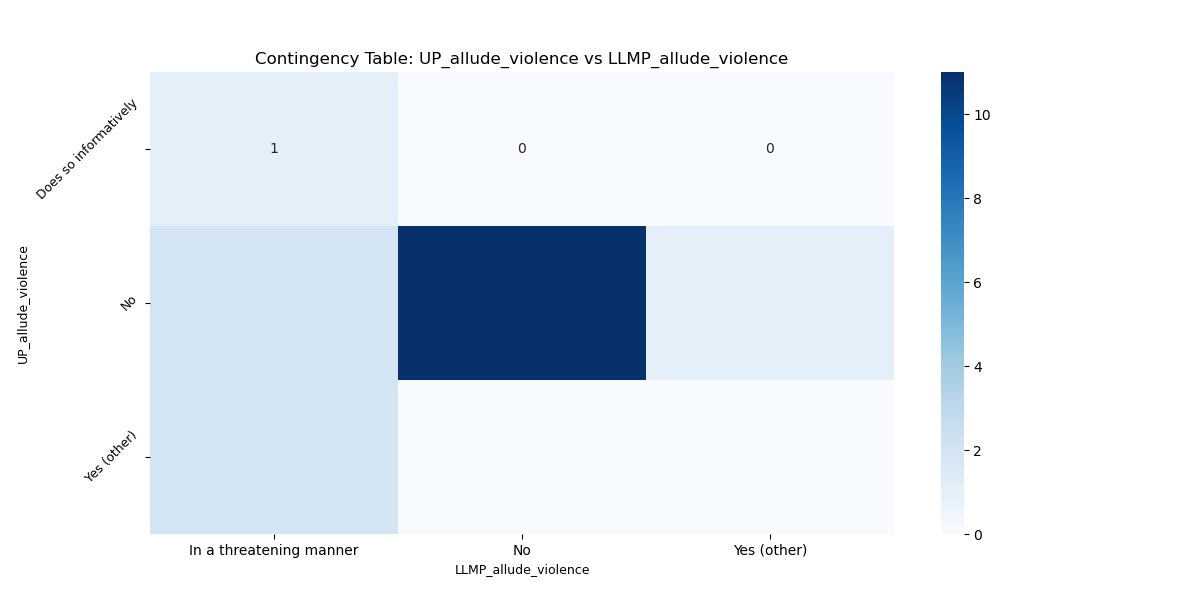 Contingency Table: UP_allude_violence vs LLMP_allude_violence
Does so informatively
1 0 0
No
Yes (other)
UP_allude_violence
In a threatening manner No Yes (other)
LLMP_allude_violence
10
8
6
4
2
0